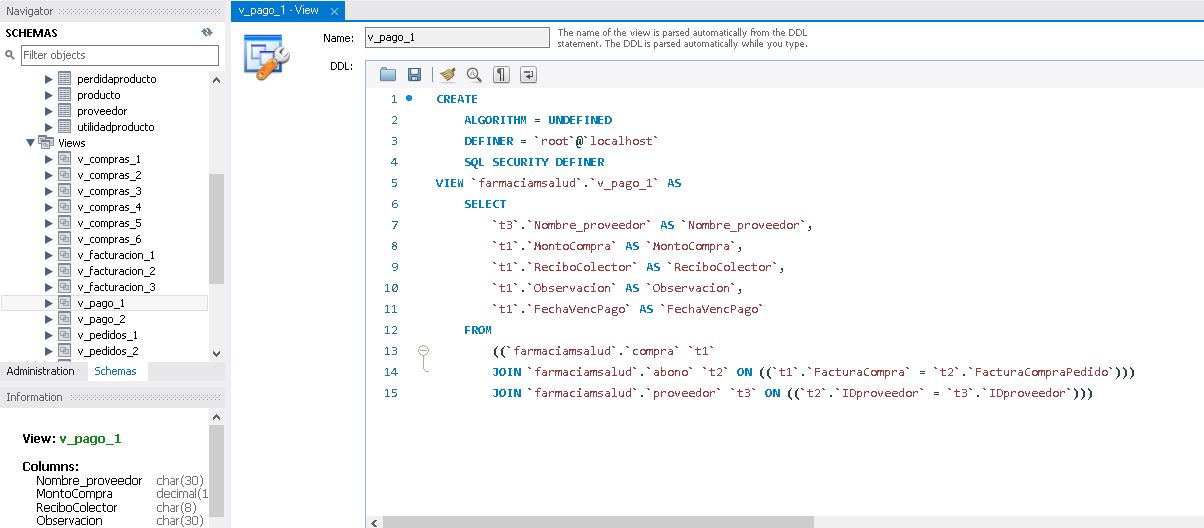 Navigator
SCHEMAS
Filter objects
perdidaproducto
producto
proveedor
utilidadproducto
Views
v_compras_1
v_compras_2
v_compras_3
v_compras_4
v_compras_5
v_compras_6
v_facturacion_1
v_facturacion_2
v_facturacion_3
v_pago_1
v_pago_2
v_pedidos_1
v_pedidos_2
Administration Schemas
Information
View: v_pago_1
Columns:
Nombre_proveedor char(30)
MontoCompra decimal(1
ReciboColector char(8)
Observacion char(30)
v_pago_1 - View ×
Name: v_pago_1
The name of the view is parsed automatically from the DDL
statement. The DDL is parsed automatically while you type.
DDL:
1 CREATE
2 ALGORITHM = UNDEFINED
3 DEFINER = `root`@`localhost`
4 SQL SECURITY DEFINER
5 VIEW `farmaciamsalud`.`v_pago_1` AS
6 SELECT
7 `t3`.`Nombre_proveedor` AS `Nombre_proveedor`,
8 `t1`.`MontoCompra` AS `MontoCompra`,
9 `t1`.`ReciboColector` AS `ReciboColector`,
10 `t1`.`Observacion` AS `Observacion`,
11 `t1`.`FechaVencPago` AS `FechaVencPago`
12 FROM
13 ((`farmaciamsalud`.`compra` `t1`
14 JOIN `farmaciamsalud`.`abono` `t2` ON ((`t1`.`FacturaCompra` = `t2`.`FacturaCompraPedido`)))
15 JOIN `farmaciamsalud`.`proveedor` `t3` ON ((`t2`.`IDproveedor` = `t3`.`IDproveedor`)))